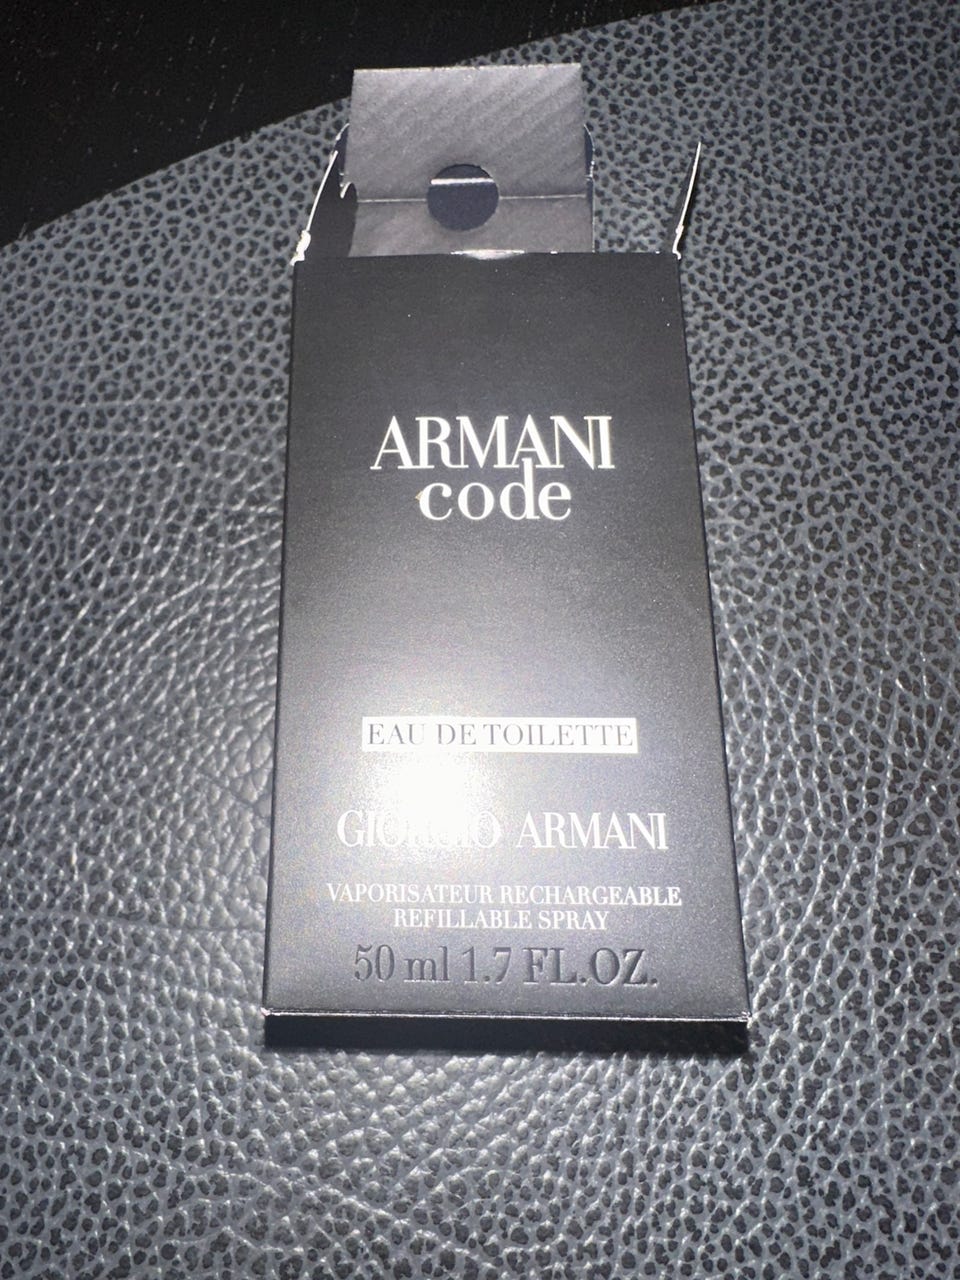 ARMANI
code
EAU DE TOILETTE
GIORGIO ARMANI
VAPORISATEUR RECHARGEABLE
REFILLABLE SPRAY
50 ml 1.7 FL.OZ.